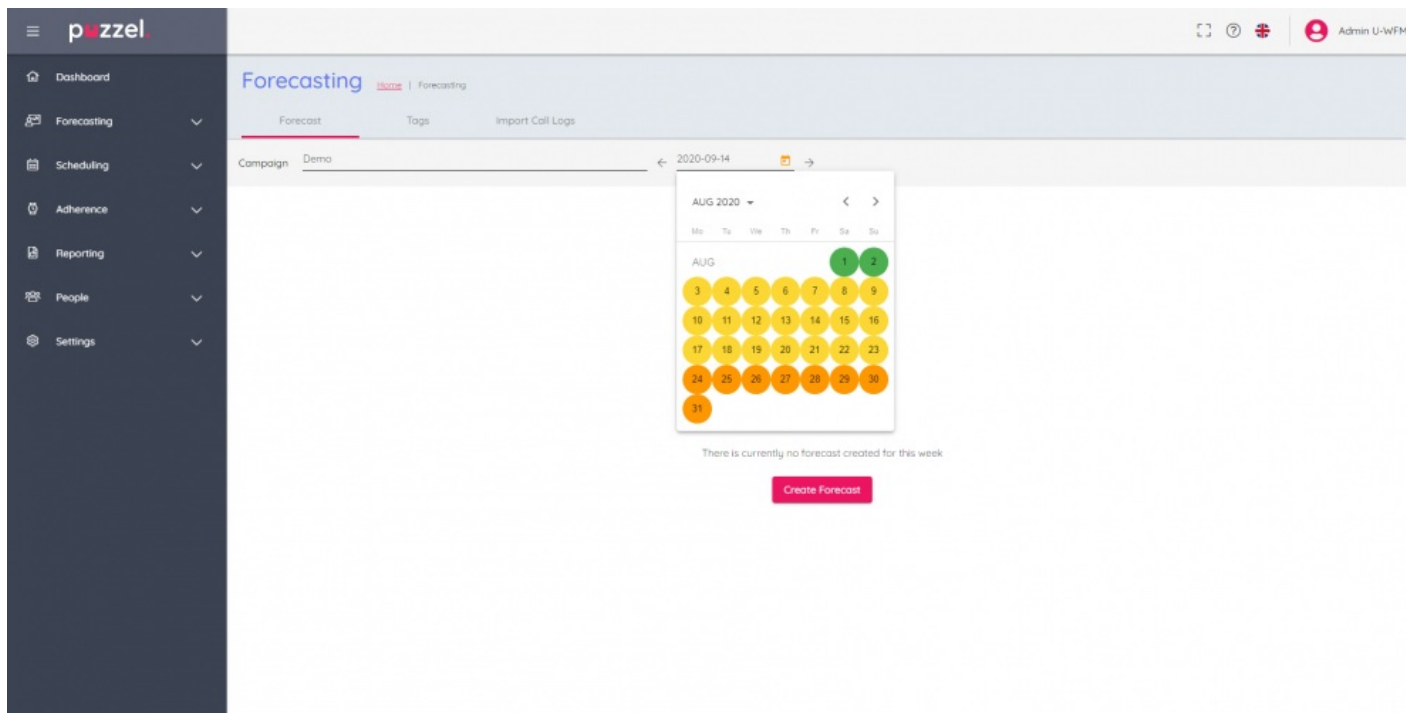 puzzel.
Admin U-WFM
Dashboard
Forecasting
Scheduling
Adherence
Reporting
People
Settings
Forecasting Home | Forecasting
Forecast Tags Import Call Logs
Campaign Demo 2020-09-14
AUG 2020
Mo Tu We Th Fr Sa Su
AUG 1 2
3 4 5 6 7 8 9
10 11 12 13 14 15 16
17 18 19 20 21 22 23
24 25 26 27 28 29 30
31
There is currently no forecast created for this week
Create Forecast